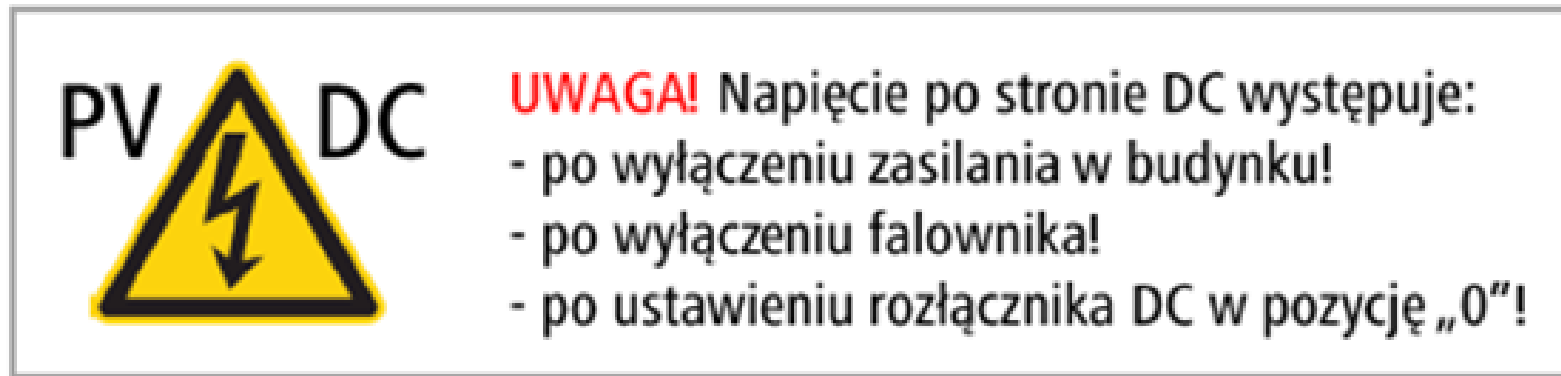 PV DC
UWAGA! Napięcie po stronie DC występuje:
- po wyłączeniu zasilania w budynku!
- po wyłączeniu falownika!
- po ustawieniu rozłącznika DC w pozycję „0”!